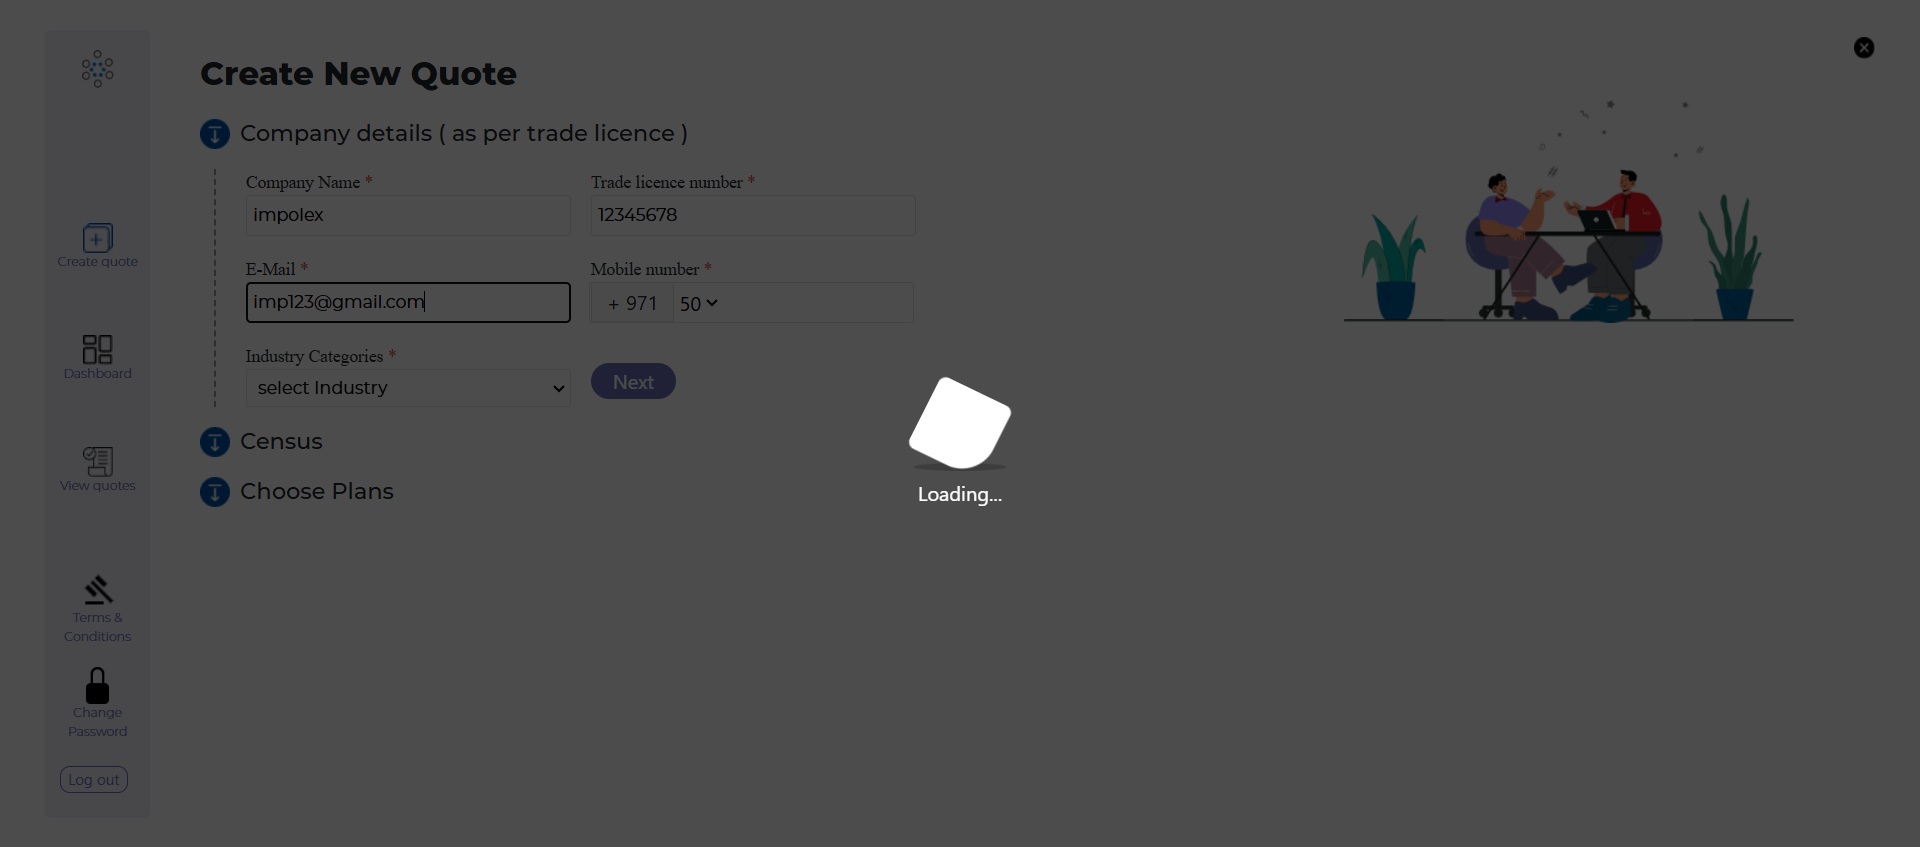 Create New Quote
Company details ( as per trade licence )
Company Name *
Trade licence number *
impolex
12345678
E-Mail *
Mobile number *
imp123@gmail.com
+ 971
50
Industry Categories *
select Industry
Next
Census
Choose Plans
Loading...
Create quote
Dashboard
View quotes
Terms &
Conditions
Change
Password
Log out